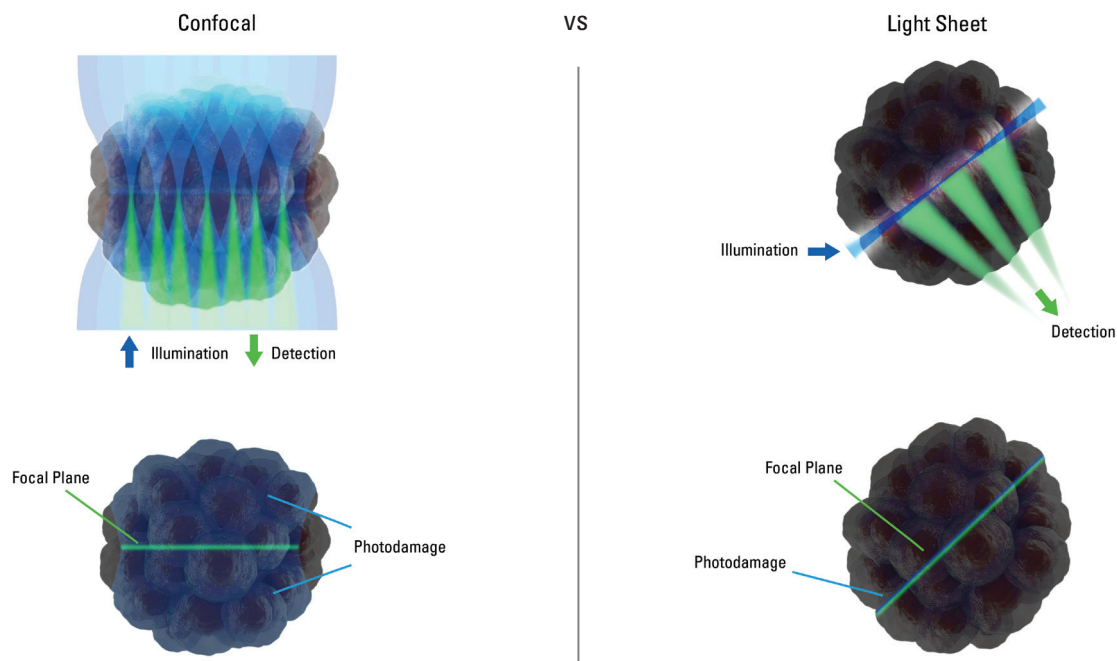 Confocal
VS
Light Sheet
Illumination
Detection
Illumination
Detection
Focal Plane
Photodamage
Focal Plane
Photodamage